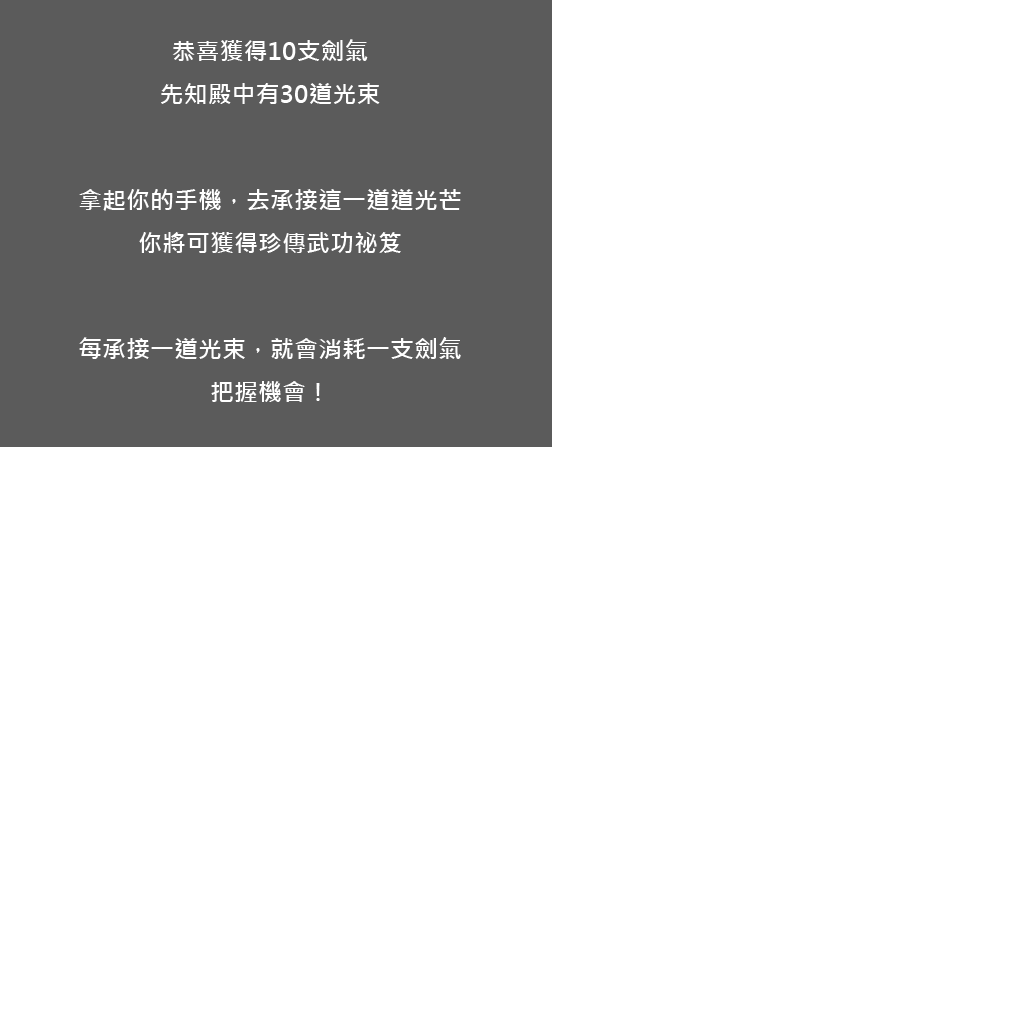 恭喜獲得10支劍氣
先知殿中有30道光束
拿起你的手機，去承接這一道道光芒
你將可獲得珍傳武功祕笈
每承接一道光束，就會消耗一支劍氣
把握機會！